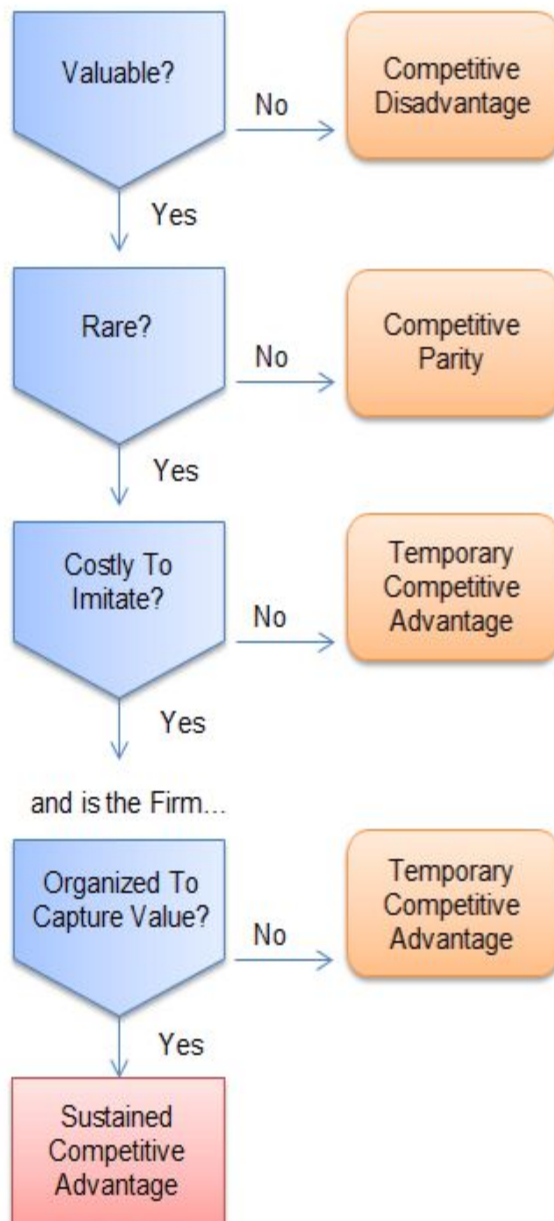 Valuable?
No
Competitive
Disadvantage
Yes
Rare?
No
Competitive
Parity
Yes
Costly To
Imitate?
No
Temporary
Competitive
Advantage
Yes
and is the Firm...
Organized To
Capture Value?
No
Temporary
Competitive
Advantage
Yes
Sustained
Competitive
Advantage